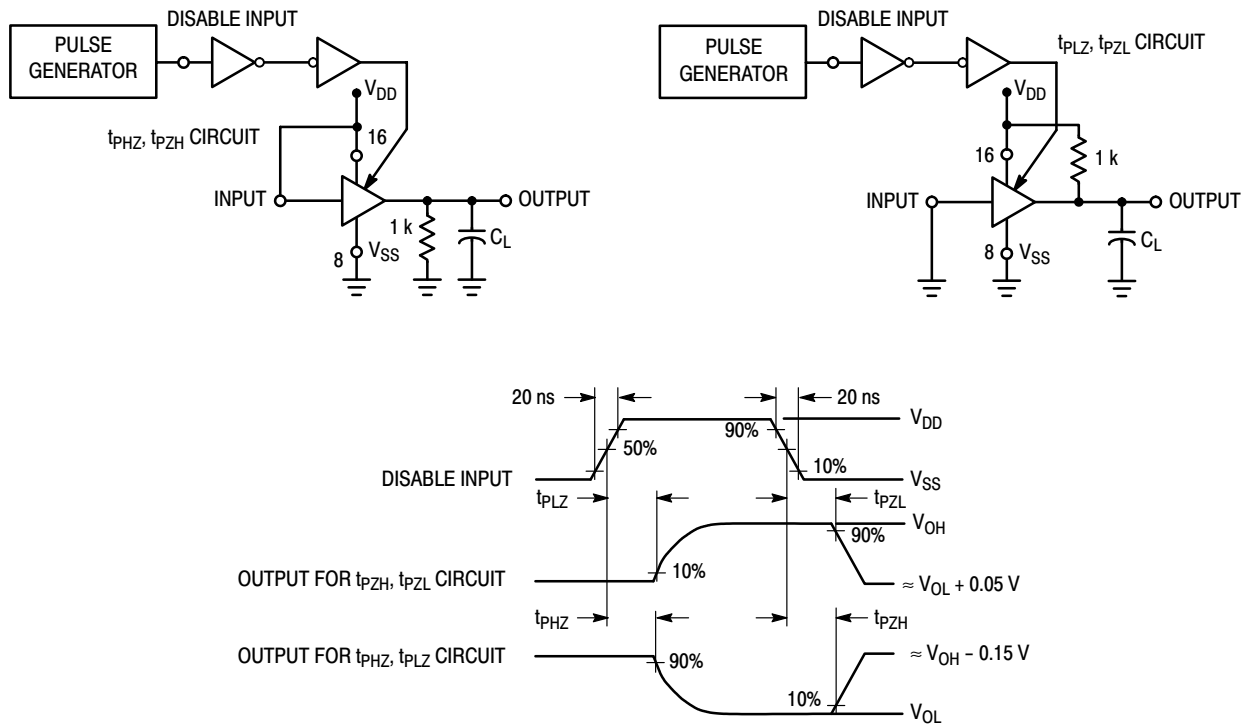 DISABLE INPUT
PULSE
GENERATOR
VDD
tPHZ, tPZH CIRCUIT
16
INPUT
OUTPUT
1 k
CL
VSS
8
DISABLE INPUT
PULSE
GENERATOR
tPLZ, tPZL CIRCUIT
VDD
16
1 k
INPUT
OUTPUT
CL
8
VSS
20 ns
20 ns
VDD
90%
50%
DISABLE INPUT
10%
VSS
tPLZ
tPZL
VOH
90%
OUTPUT FOR tPZH, tPZL CIRCUIT
10%
≈ VOL + 0.05 V
tPHZ
tPZH
OUTPUT FOR tPHZ, tPLZ CIRCUIT
90%
≈ VOH – 0.15 V
10%
VOL